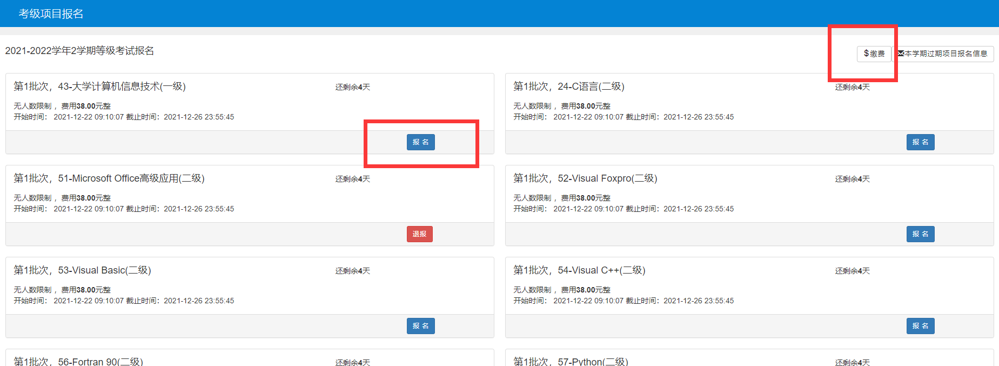 考级项目报名
2021-2022学年2学期等级考试报名
$缴费
本学期过期项目报名信息
第1批次，43-大学计算机信息技术(一级)
还剩余4天
无人数限制 ，费用38.00元整
开始时间： 2021-12-22 09:10:07 截止时间：2021-12-26 23:55:45
报 名
第1批次，24-C语言(二级)
还剩余4天
无人数限制 ，费用38.00元整
开始时间： 2021-12-22 09:10:07 截止时间：2021-12-26 23:55:45
报 名
第1批次，51-Microsoft Office高级应用(二级)
还剩余4天
无人数限制 ，费用38.00元整
开始时间： 2021-12-22 09:10:07 截止时间：2021-12-26 23:55:45
退报
第1批次，52-Visual Foxpro(二级)
还剩余4天
无人数限制 ，费用38.00元整
开始时间： 2021-12-22 09:10:07 截止时间：2021-12-26 23:55:45
报 名
第1批次，53-Visual Basic(二级)
还剩余4天
无人数限制 ，费用38.00元整
开始时间： 2021-12-22 09:10:07 截止时间：2021-12-26 23:55:45
报 名
第1批次，54-Visual C++(二级)
还剩余4天
无人数限制 ，费用38.00元整
开始时间： 2021-12-22 09:10:07 截止时间：2021-12-26 23:55:45
报 名
第1批次，56-Fortran 90(二级)
还剩余4天
第1批次，57-Python(二级)
还剩余4天